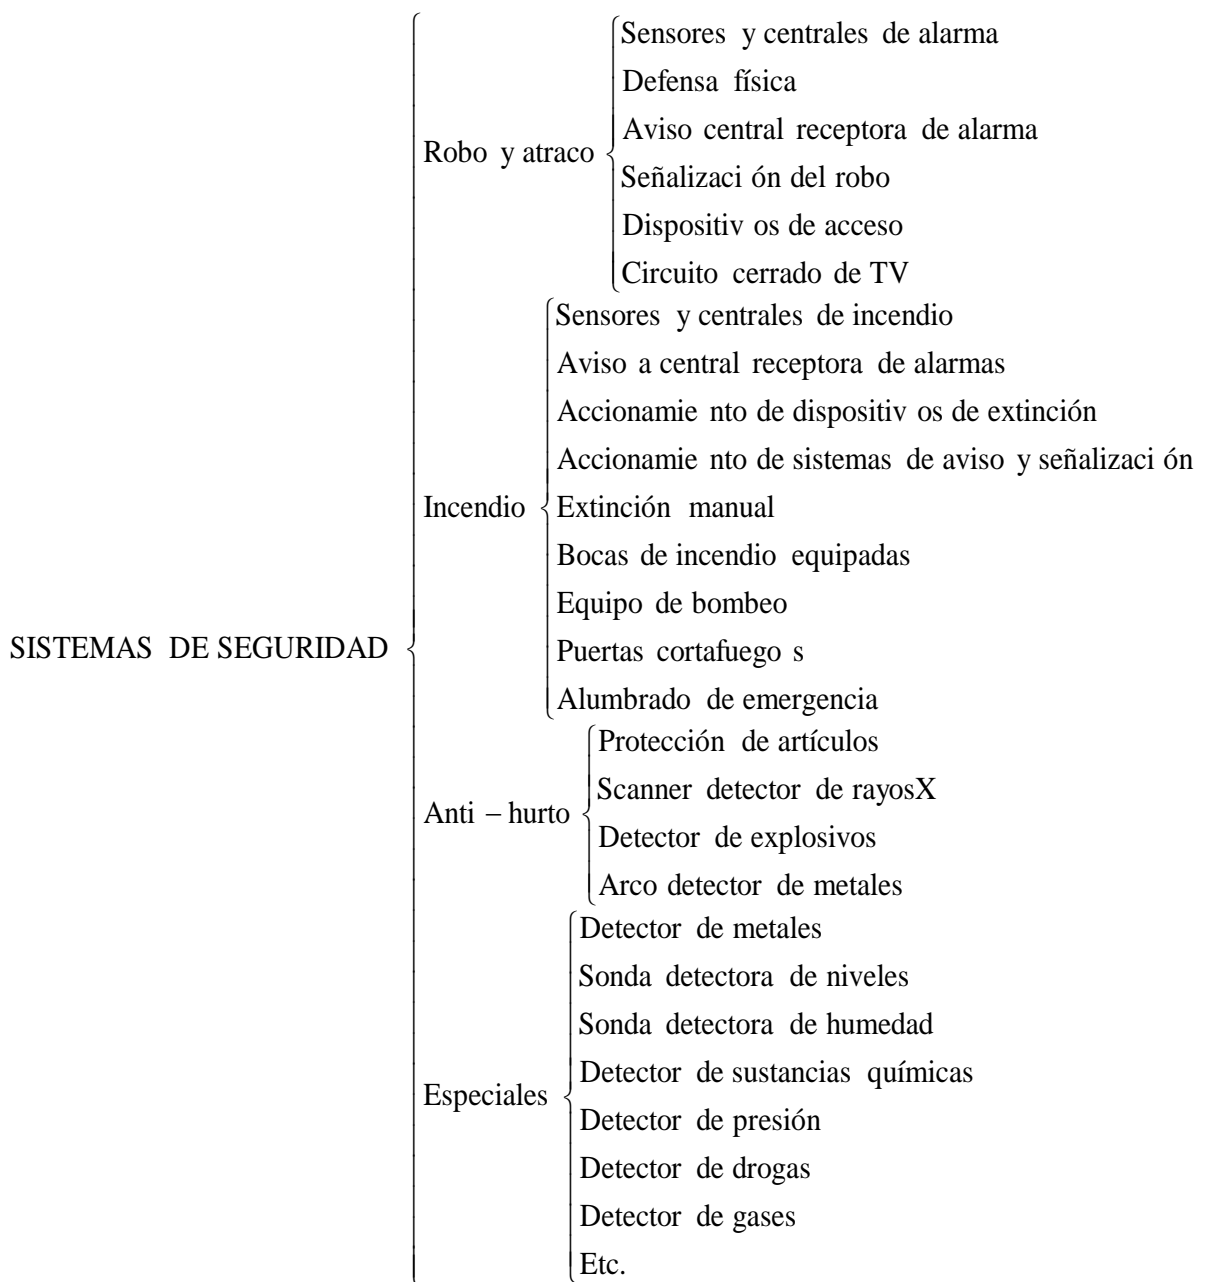 Sensores y centrales de alarma
Defensa física
Aviso central receptora de alarma
Robo y atraco
Señalizaci ón del robo
Dispositiv os de acceso
Circuito cerrado de TV
Sensores y centrales de incendio
Aviso a central receptora de alarmas
Accionamie nto de dispositiv os de extinción
Accionamie nto de sistemas de aviso y señalizaci ón
Incendio
Extinción manual
Bocas de incendio equipadas
Equipo de bombeo
SISTEMAS DE SEGURIDAD
Puertas cortafuego s
Alumbrado de emergencia
Protección de artículos
Scanner detector de rayosX
Anti – hurto
Detector de explosivos
Arco detector de metales
Detector de metales
Sonda detectora de niveles
Sonda detectora de humedad
Detector de sustancias químicas
Especiales
Detector de presión
Detector de drogas
Detector de gases
Etc.